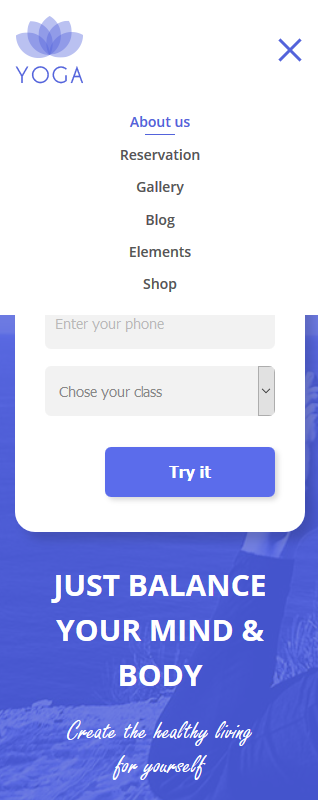 YOGA
About us
Reservation
Gallery
Blog
Elements
Shop
Enter your phone
Chose your class
Try it
JUST BALANCE
YOUR MIND &
BODY
Create the healthy living
for yourself